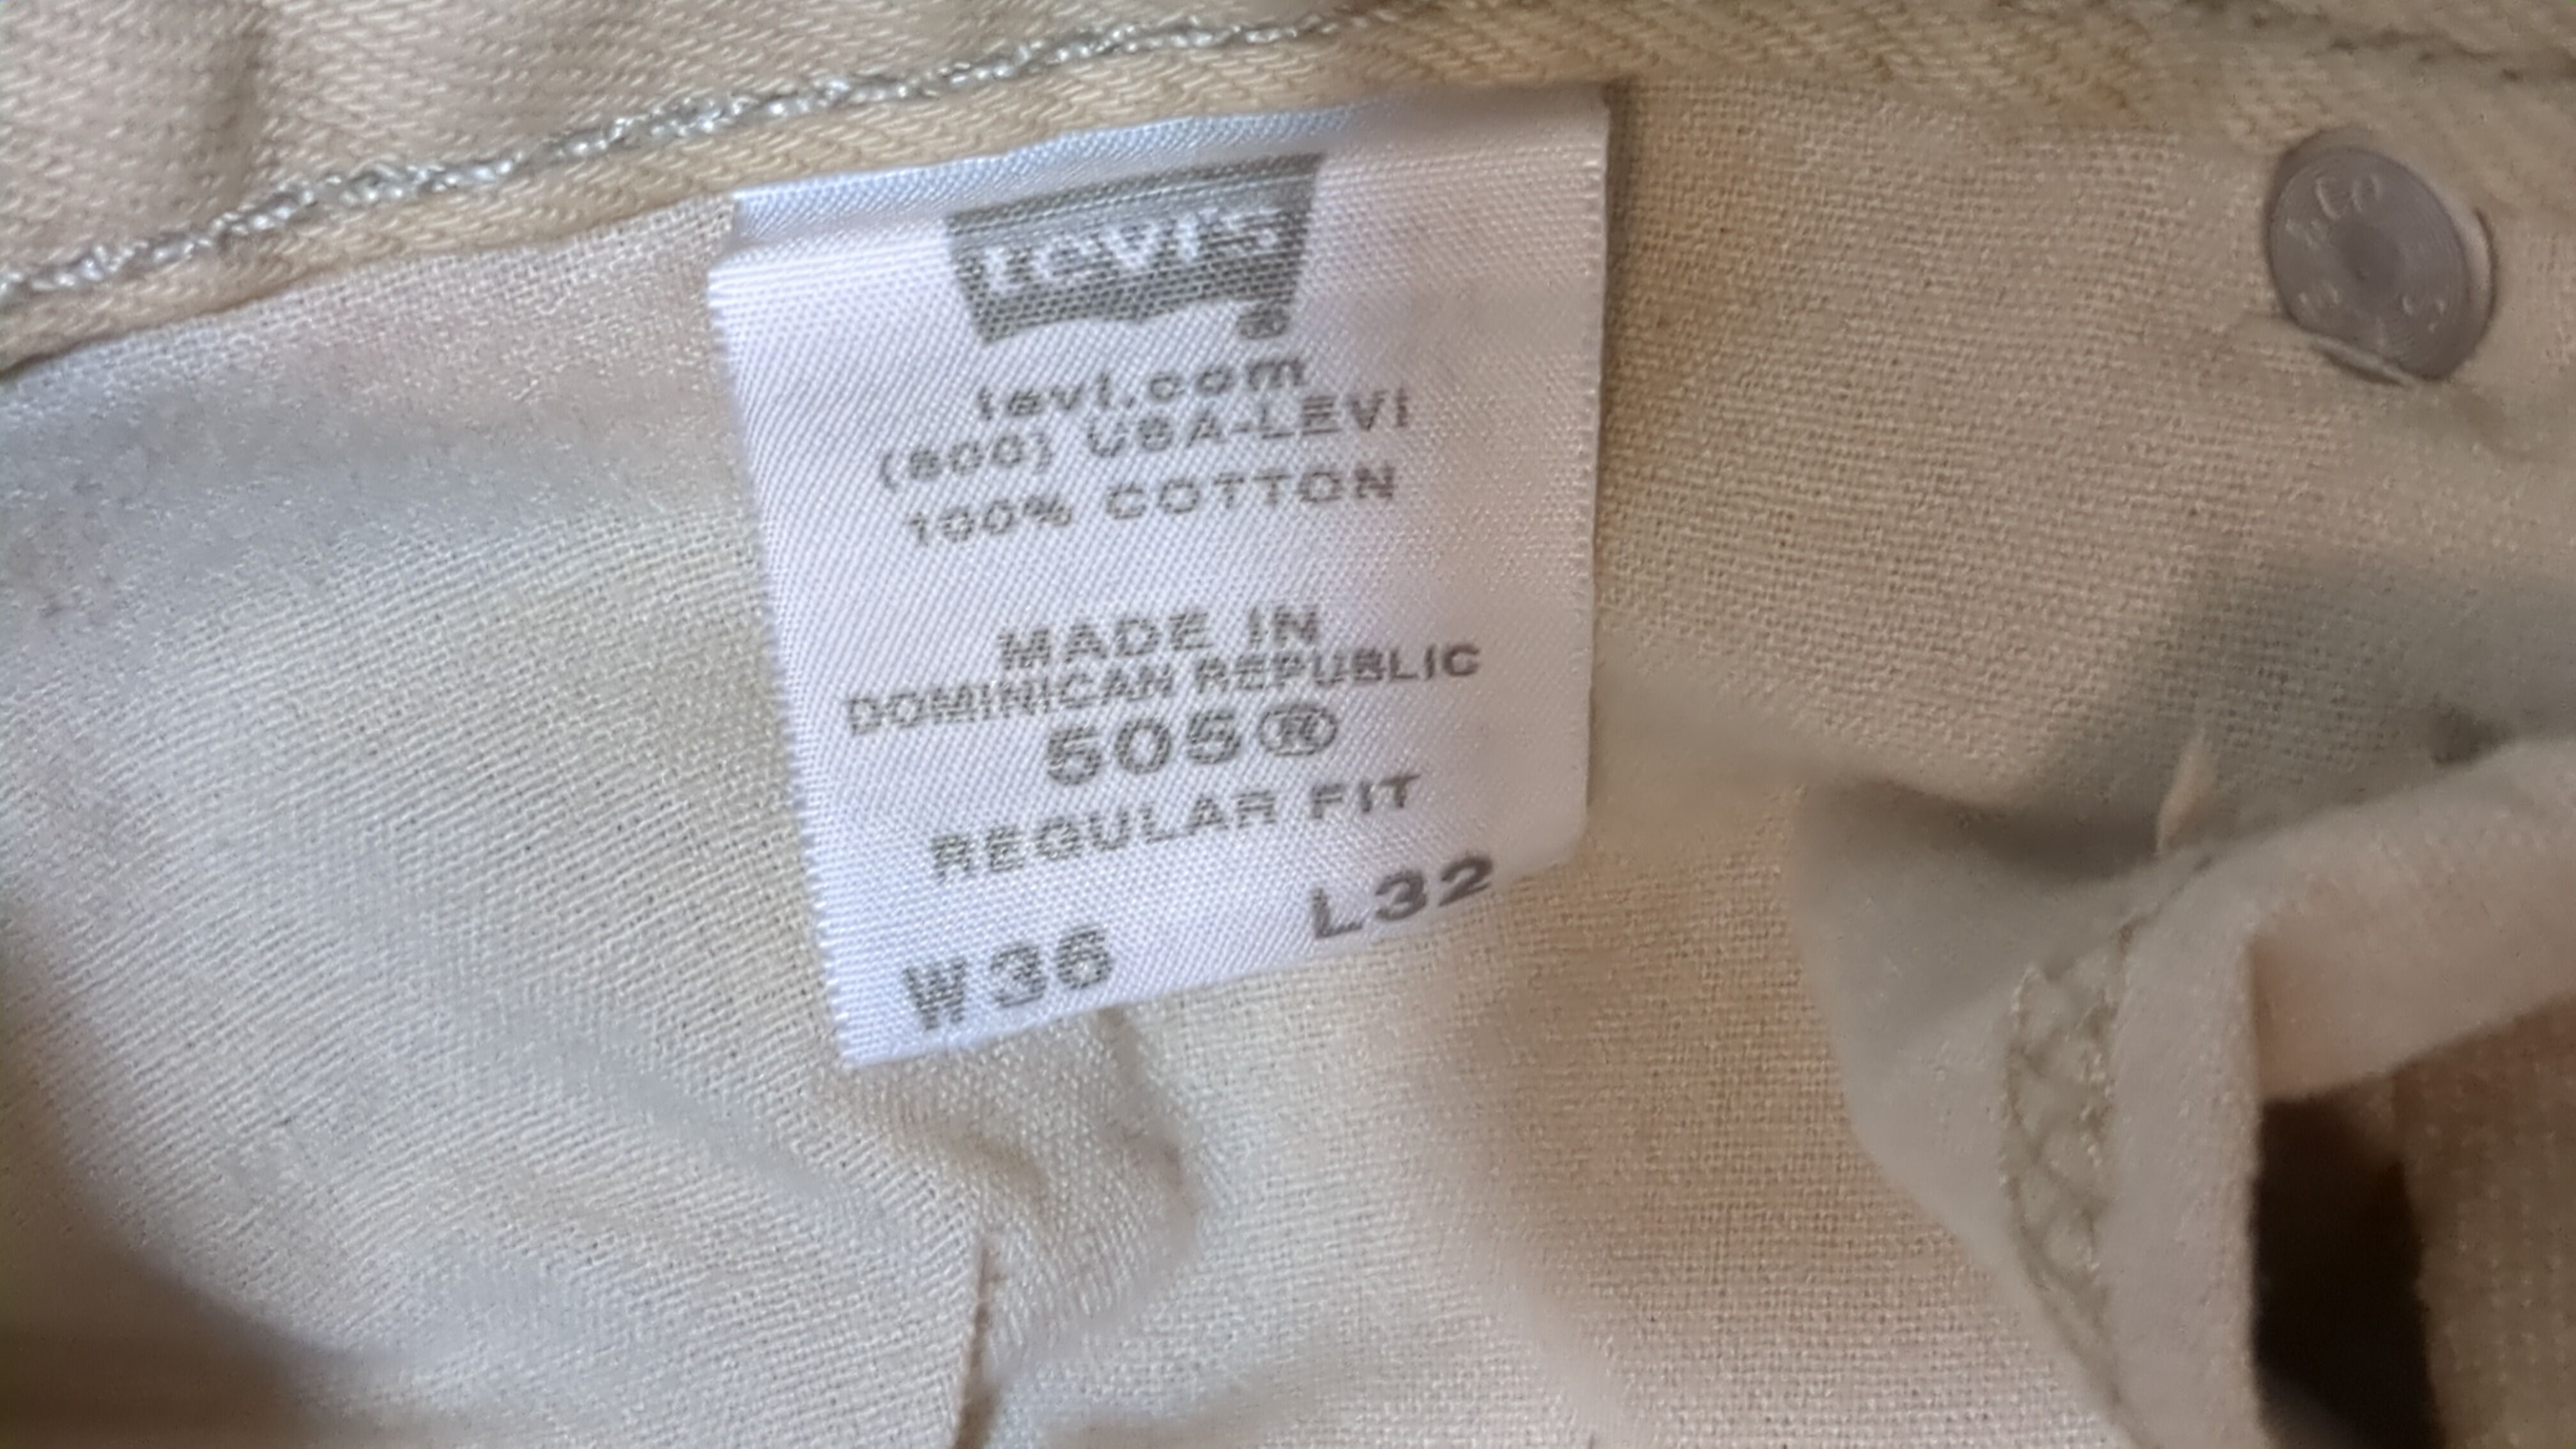 Levi's
®
levi.com
(800) USA-LEVI
100% COTTON
MADE IN
DOMINICAN REPUBLIC
505®
REGULAR FIT
W36 L32